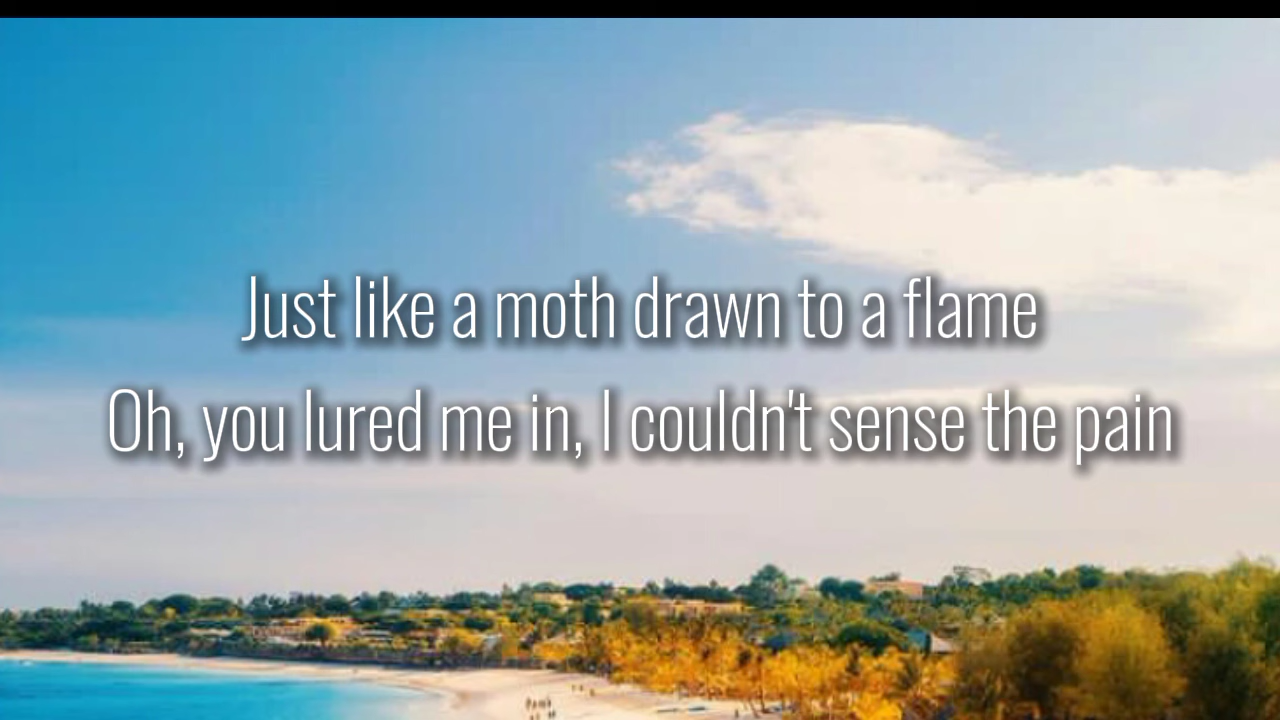 Just like a moth drawn to a flame
Oh, you lured me in, I couldn't sense the pain